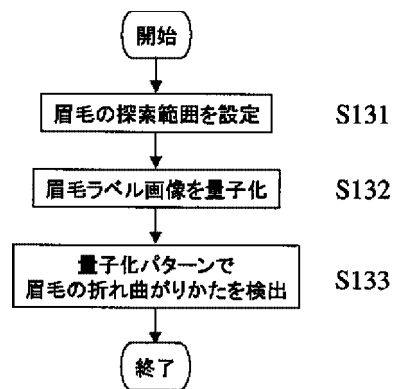 開始
眉毛の探索範囲を設定 S131
眉毛ラベル画像を量子化 S132
量子化パターンで
眉毛の折れ曲がりかたを検出 S133
終了